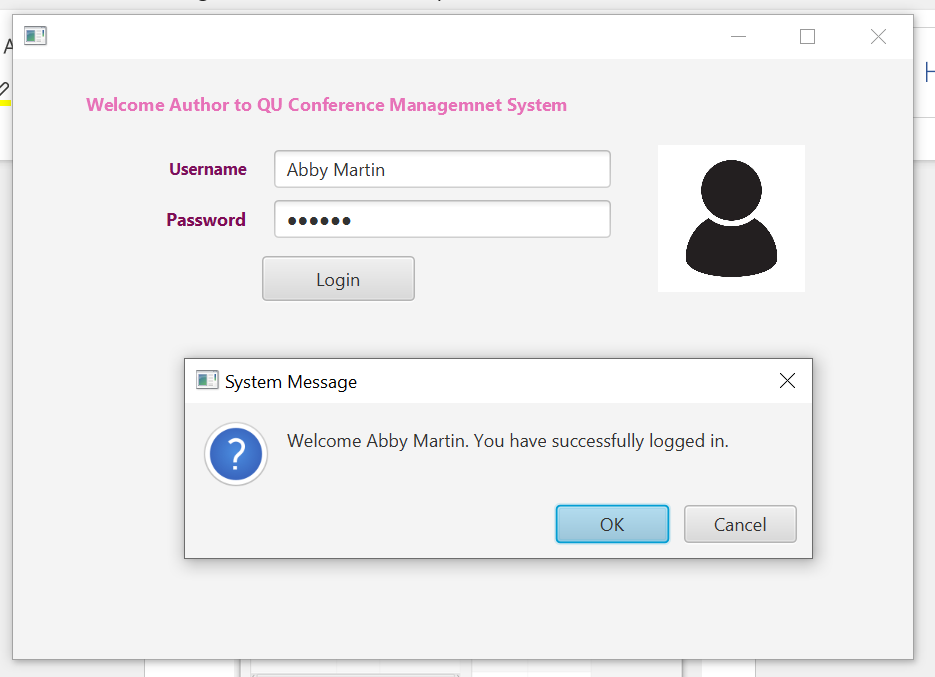 Welcome Author to QU Conference Managemnet System
Username
Abby Martin
Password
Login
System Message
Welcome Abby Martin. You have successfully logged in.
OK
Cancel